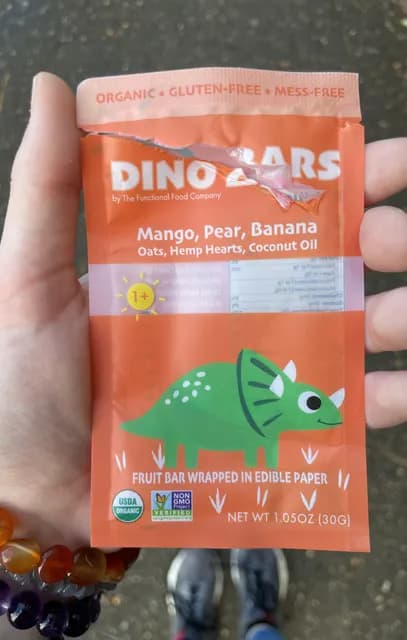 ORGANIC • GLUTEN-FREE • MESS-FREE
DINO BARS
by The Functional Food Company
Mango, Pear, Banana
Oats, Hemp Hearts, Coconut Oil
1+
FRUIT BAR WRAPPED IN EDIBLE PAPER
USDA
ORGANIC
NON
GMO
Project
VERIFIED
NET WT 1.05OZ (30G)